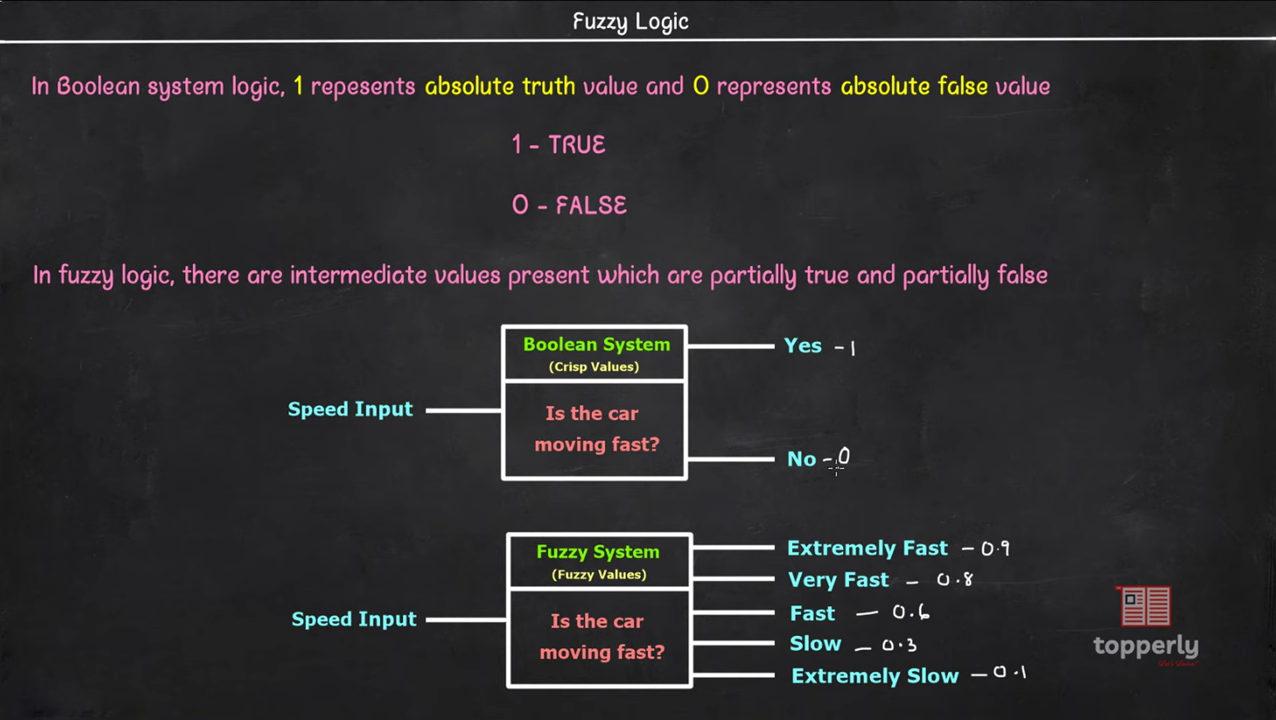 Fuzzy Logic
In Boolean system logic, 1 repesents absolute truth value and 0 represents absolute false value
1 - TRUE
0 - FALSE
In fuzzy logic, there are intermediate values present which are partially true and partially false
Boolean System
(Crisp Values)
Speed Input
Is the car
moving fast?
Yes - 1
No - 0
Fuzzy System
(Fuzzy Values)
Speed Input
Is the car
moving fast?
Extremely Fast - 0.9
Very Fast - 0.8
Fast - 0.6
Slow - 0.3
Extremely Slow - 0.1
topperly